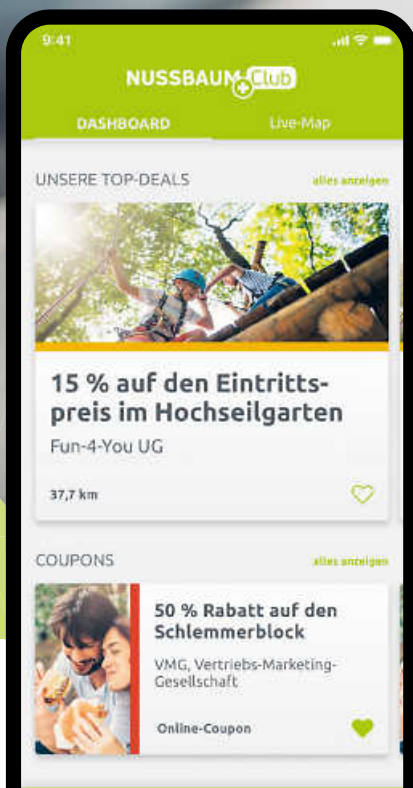 9:41
NUSSBAUM Club
DASHBOARD Live-Map
UNSERE TOP-DEALS alles anzeigen
15 % auf den Eintritts-
preis im Hochseilgarten
Fun-4-You UG
37,7 km
COUPONS alles anzeigen
50 % Rabatt auf den
Schlemmerblock
VMG, Vertriebs-Marketing-
Gesellschaft
Online-Coupon